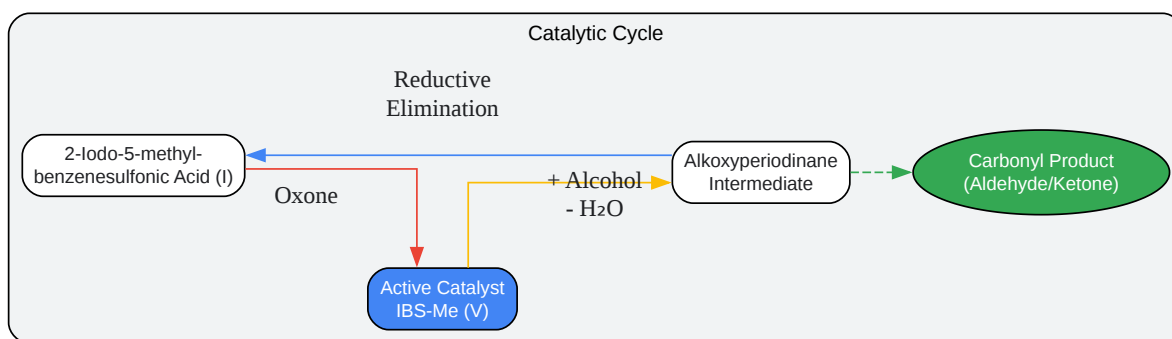 Catalytic Cycle
Reductive
Elimination
2-Iodo-5-methyl-
benzenesulfonic Acid (I)
Oxone
+ Alcohol
- H₂O
Alkoxyperiodinane
Intermediate
Carbonyl Product
(Aldehyde/Ketone)
Active Catalyst
IBS-Me (V)